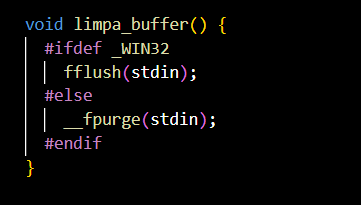 void limpa_buffer() {
  #ifdef _WIN32
    fflush(stdin);
  #else
    __fpurge(stdin);
  #endif
}